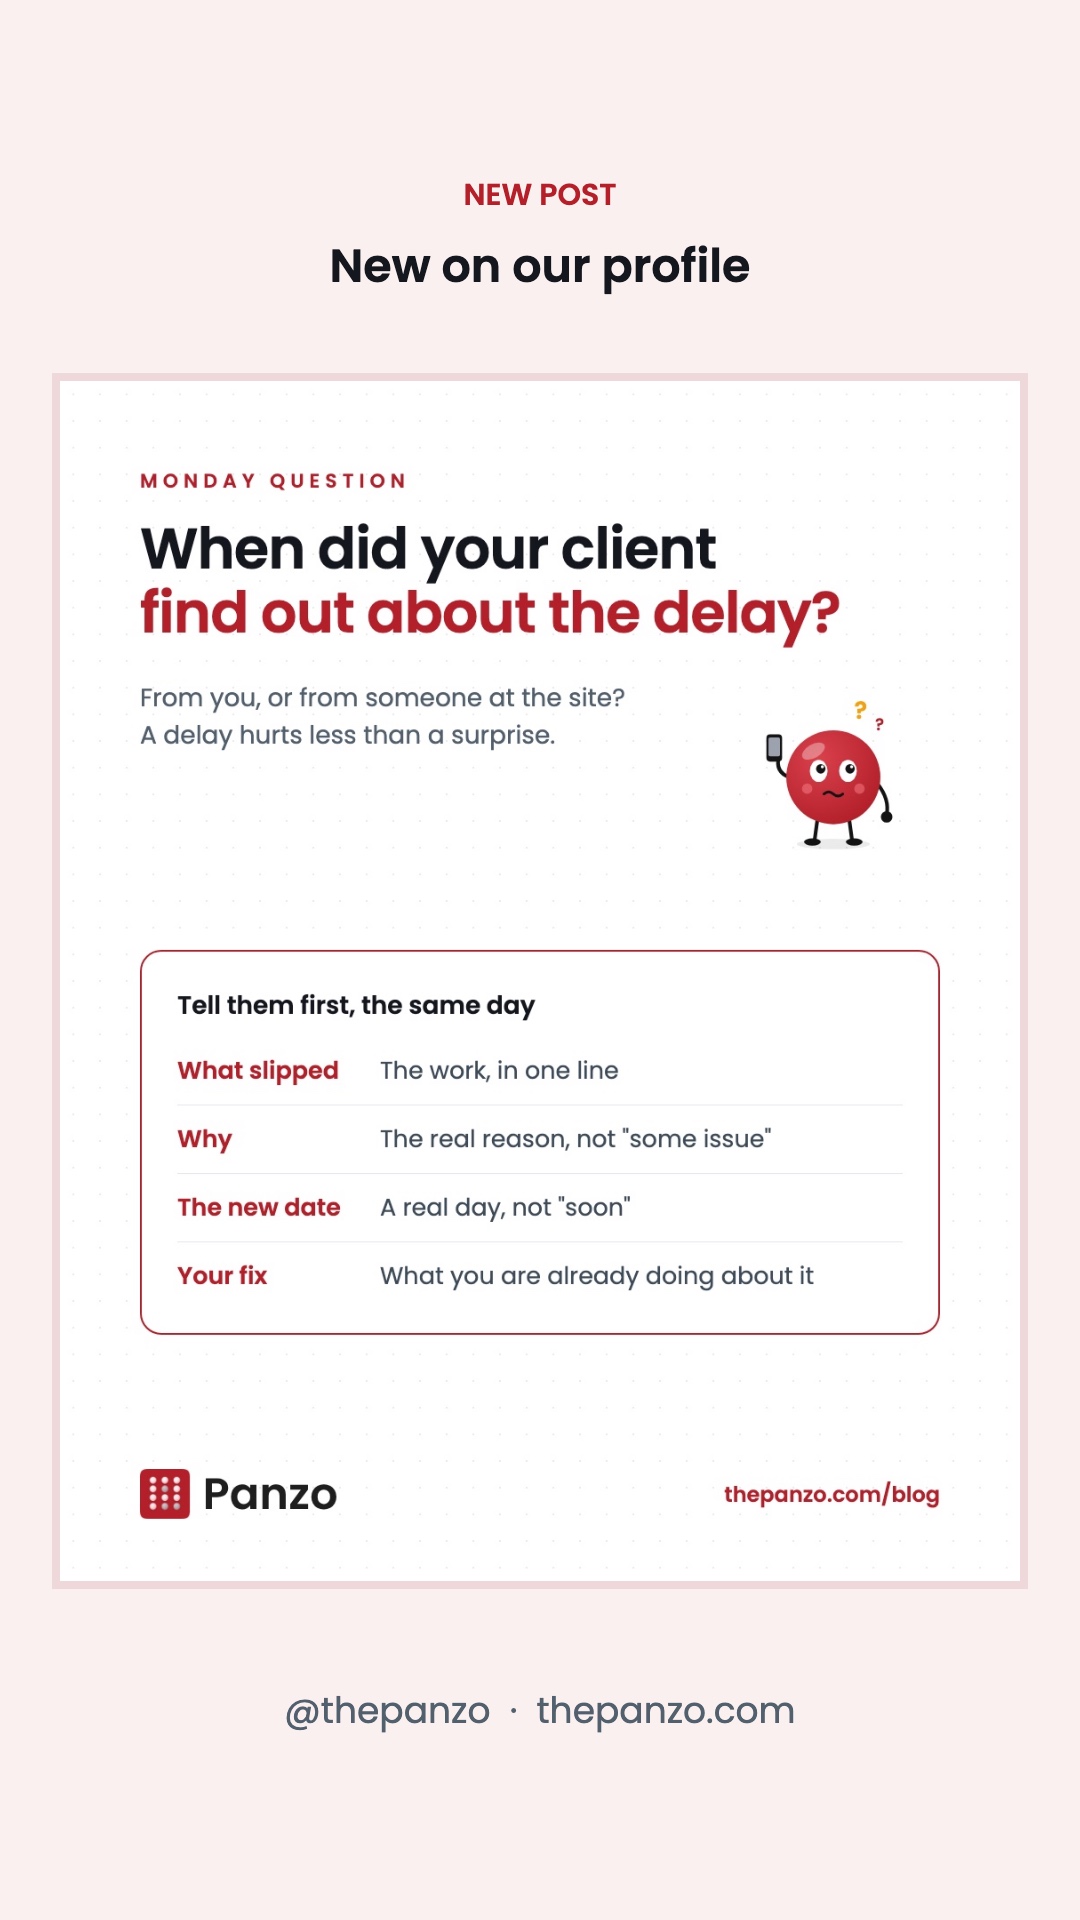 NEW POST
New on our profile
MONDAY QUESTION
When did your client
find out about the delay?
From you, or from someone at the site?
A delay hurts less than a surprise.
? ?
Tell them first, the same day
What slipped The work, in one line
Why The real reason, not "some issue"
The new date A real day, not "soon"
Your fix What you are already doing about it
Panzo thepanzo.com/blog
@thepanzo · thepanzo.com